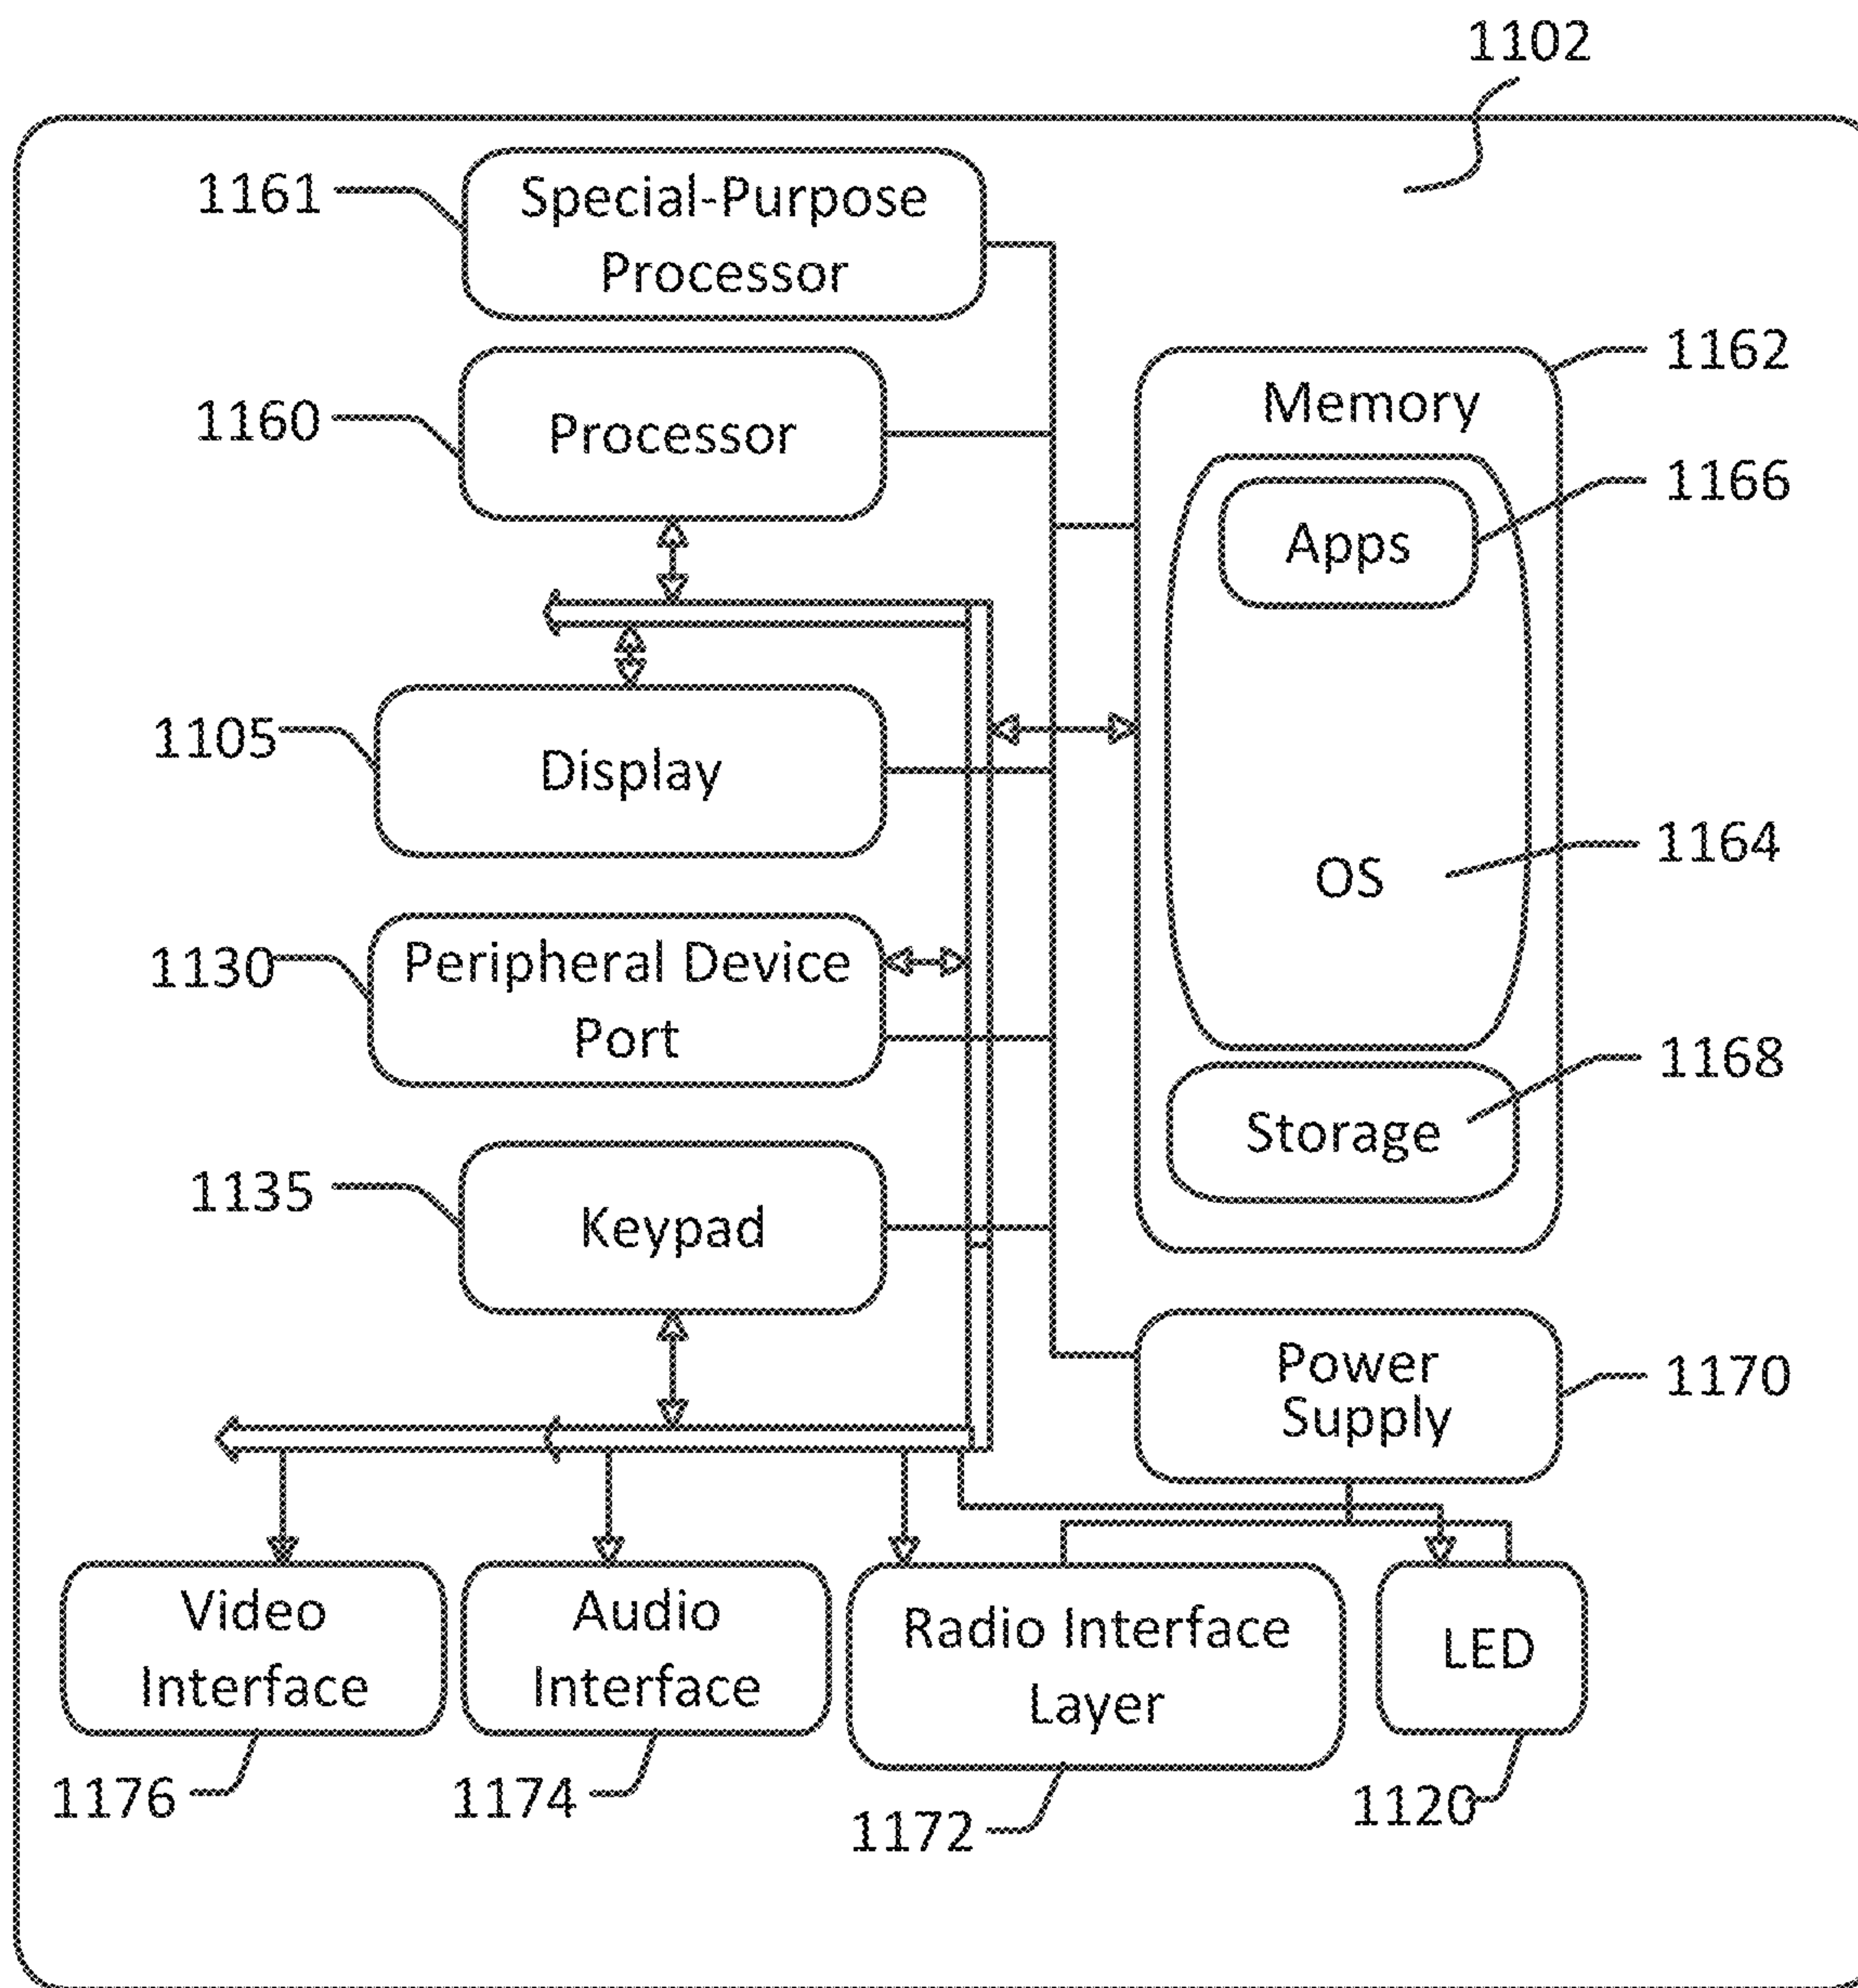 1102
1161
Special-Purpose
Processor
1162
Memory
1160
Processor
1166
Apps
1105
Display
1164
OS
1130
Peripheral Device
Port
1168
Storage
1135
Keypad
Power
Supply
1170
Video
Interface
Audio
Interface
Radio Interface
Layer
LED
1176
1174
1172
1120